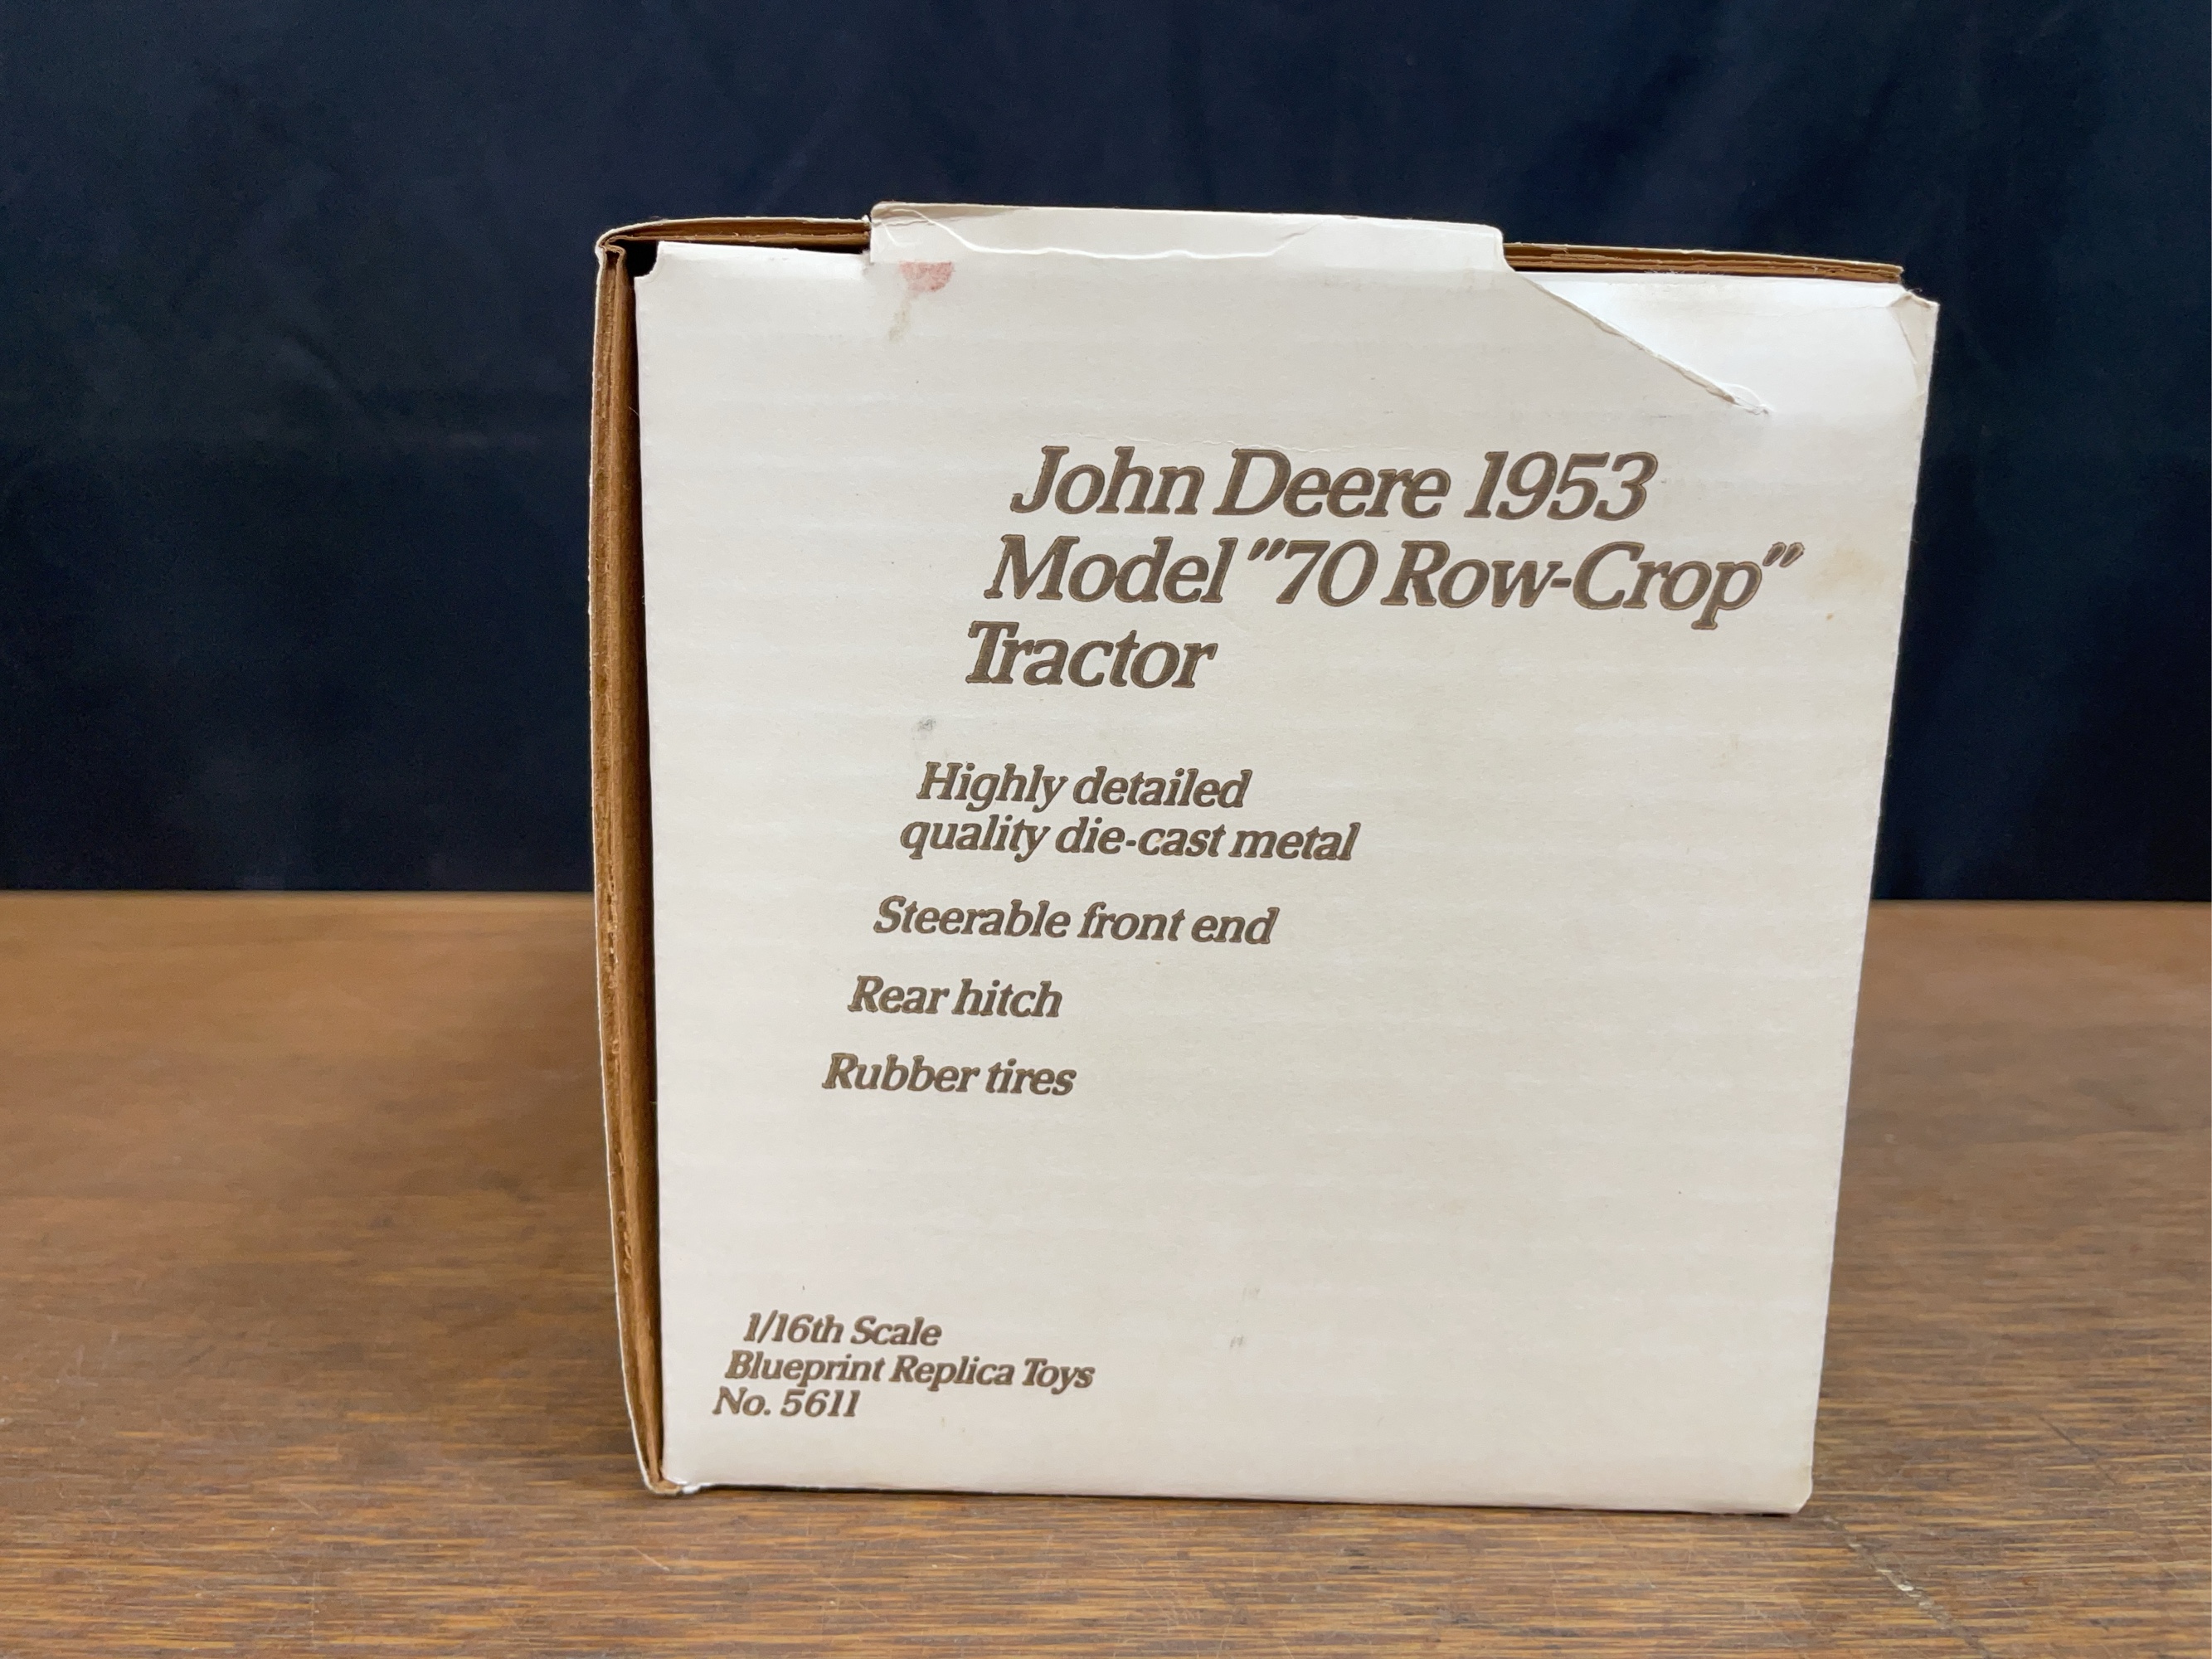 John Deere 1953
Model "70 Row-Crop"
Tractor
Highly detailed
quality die-cast metal
Steerable front end
Rear hitch
Rubber tires
1/16th Scale
Blueprint Replica Toys
No. 5611